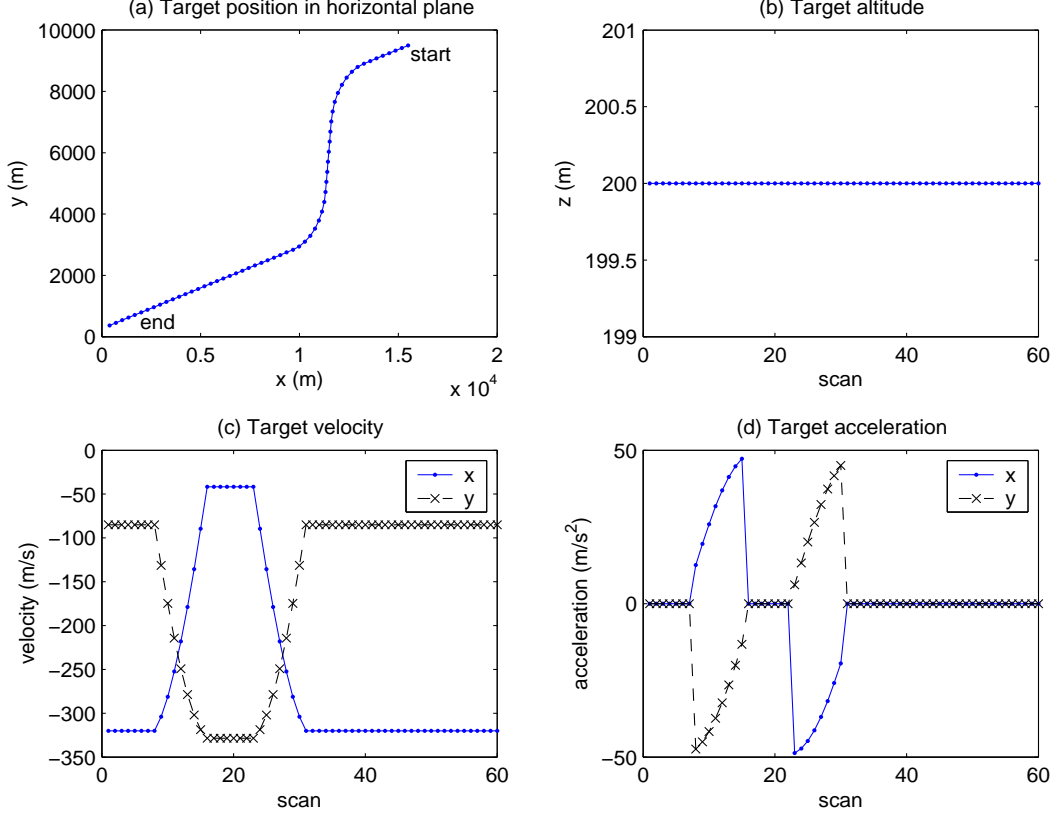 (a) Target position in horizontal plane
10000
8000
6000
4000
2000
0
y (m)
start
end
0
0.5
1
1.5
2
x (m)
x 10^4
(b) Target altitude
201
200.5
200
199.5
199
z (m)
0
20
40
60
scan
(c) Target velocity
0
−50
−100
−150
−200
−250
−300
−350
velocity (m/s)
x
y
0
20
40
60
scan
(d) Target acceleration
50
0
−50
acceleration (m/s^2)
x
y
0
20
40
60
scan